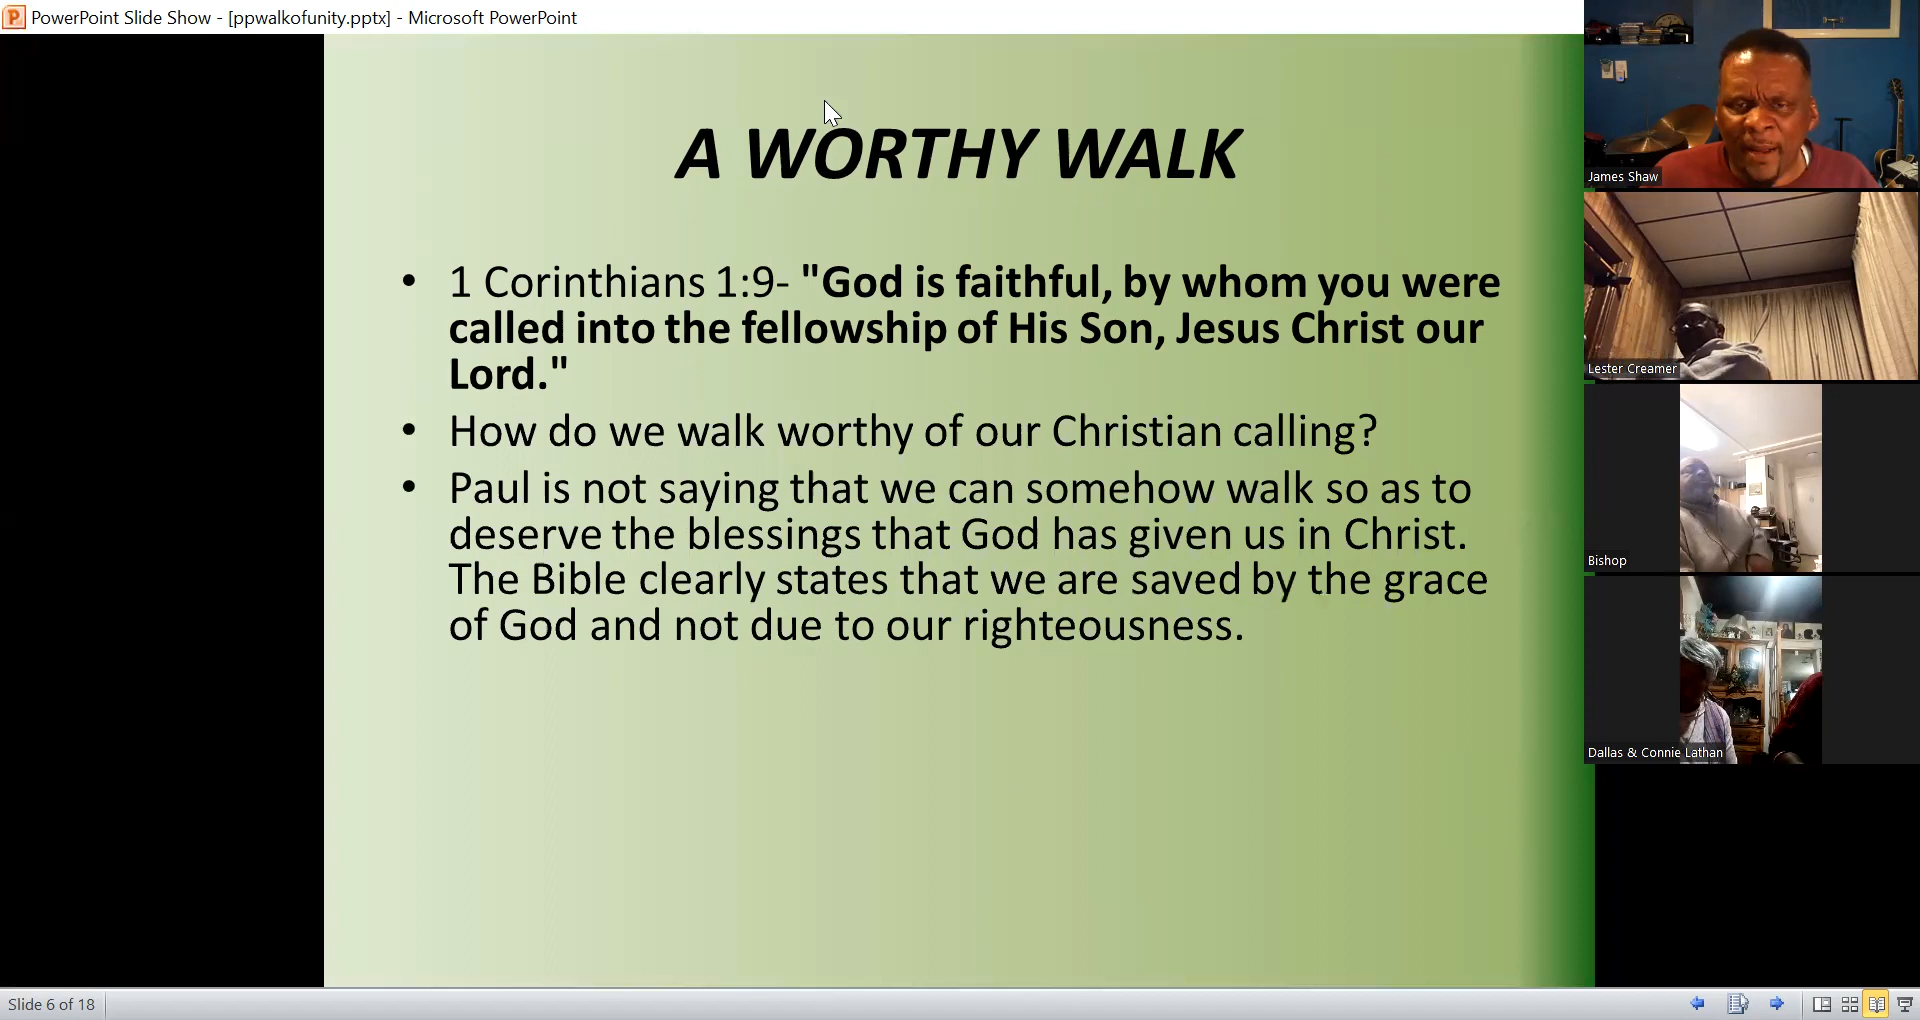 PowerPoint Slide Show - [ppwalkofunity.pptx] - Microsoft PowerPoint
A WORTHY WALK
• 1 Corinthians 1:9- "God is faithful, by whom you were
called into the fellowship of His Son, Jesus Christ our
Lord."
• How do we walk worthy of our Christian calling?
• Paul is not saying that we can somehow walk so as to
deserve the blessings that God has given us in Christ.
The Bible clearly states that we are saved by the grace
of God and not due to our righteousness.
James Shaw
Lester Creamer
Bishop
Dallas & Connie Lathan
Slide 6 of 18